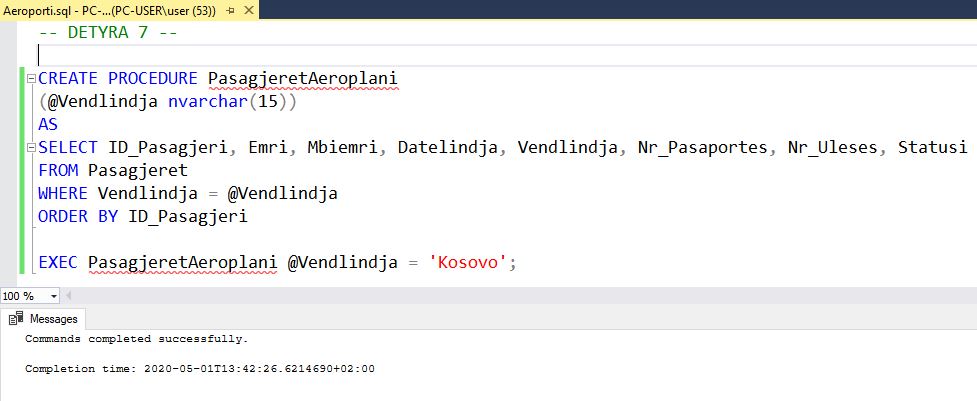 Aeroporti.sql - PC-...(PC-USER\user (53))
-- DETYRA 7 --
CREATE PROCEDURE PasagjeretAeroplani
(@Vendlindja nvarchar(15))
AS
SELECT ID_Pasagjeri, Emri, Mbiemri, Datelindja, Vendlindja, Nr_Pasaportes, Nr_Uleses, Statusi
FROM Pasagjeret
WHERE Vendlindja = @Vendlindja
ORDER BY ID_Pasagjeri
EXEC PasagjeretAeroplani @Vendlindja = 'Kosovo';
100 %
Messages
Commands completed successfully.
Completion time: 2020-05-01T13:42:26.6214690+02:00